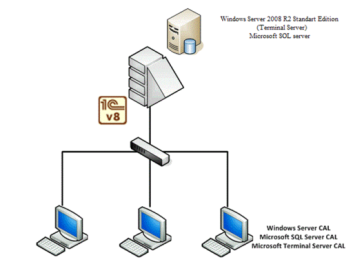 Windows Server 2008 R2 Standart Edition
(Terminal Server)
Microsoft SQL server
1C
v8
Windows Server CAL
Microsoft SQL Server CAL
Microsoft Terminal Server CAL